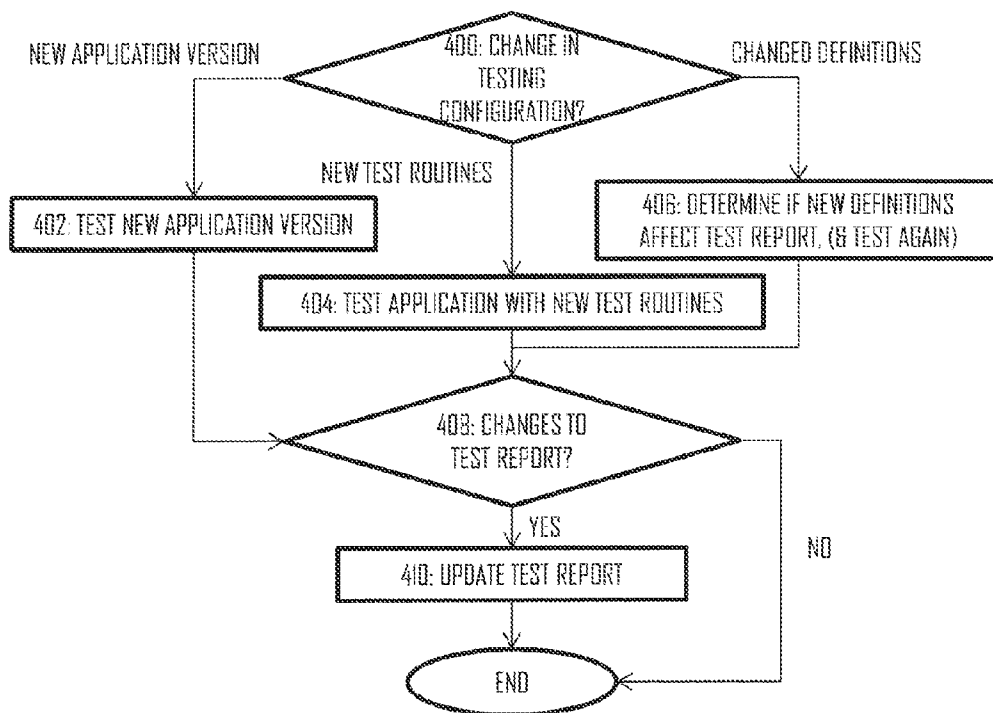 NEW APPLICATION VERSION
400: CHANGE IN
TESTING
CONFIGURATION?
CHANGED DEFINITIONS
NEW TEST ROUTINES
402: TEST NEW APPLICATION VERSION
406: DETERMINE IF NEW DEFINITIONS
AFFECT TEST REPORT, (& TEST AGAIN)
404: TEST APPLICATION WITH NEW TEST ROUTINES
408: CHANGES TO
TEST REPORT?
YES
NO
410: UPDATE TEST REPORT
END